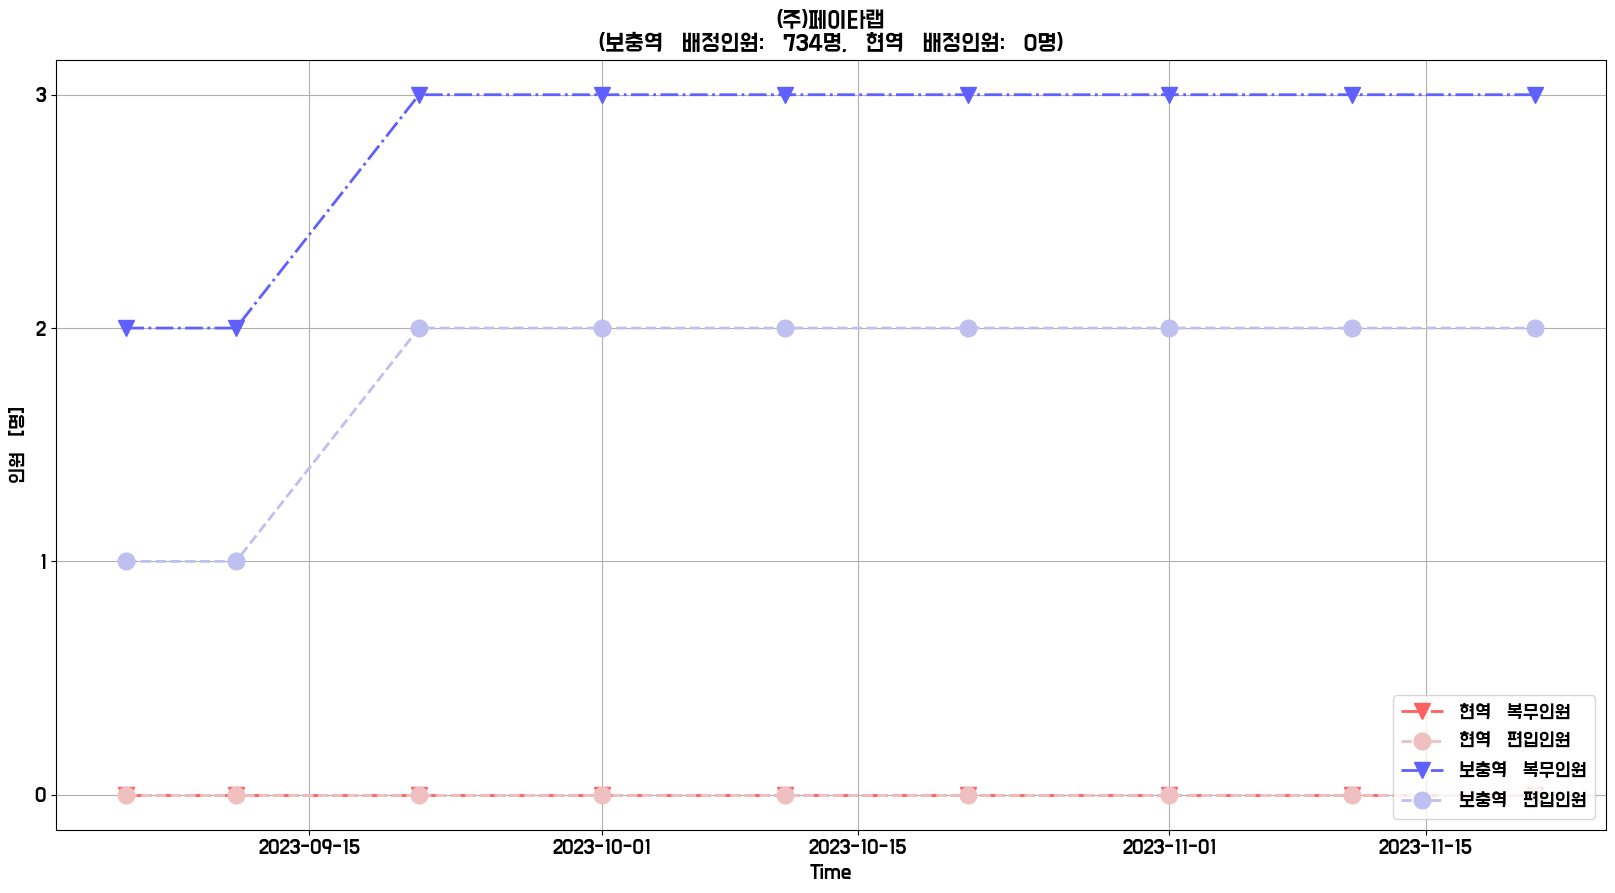 (주)페이타랩
(보충역 배정인원: 734명, 현역 배정인원: 0명)
인원 [명]
3
2
1
0
현역 복무인원
현역 편입인원
보충역 복무인원
보충역 편입인원
2023-09-15
2023-10-01
2023-10-15
2023-11-01
2023-11-15
Time